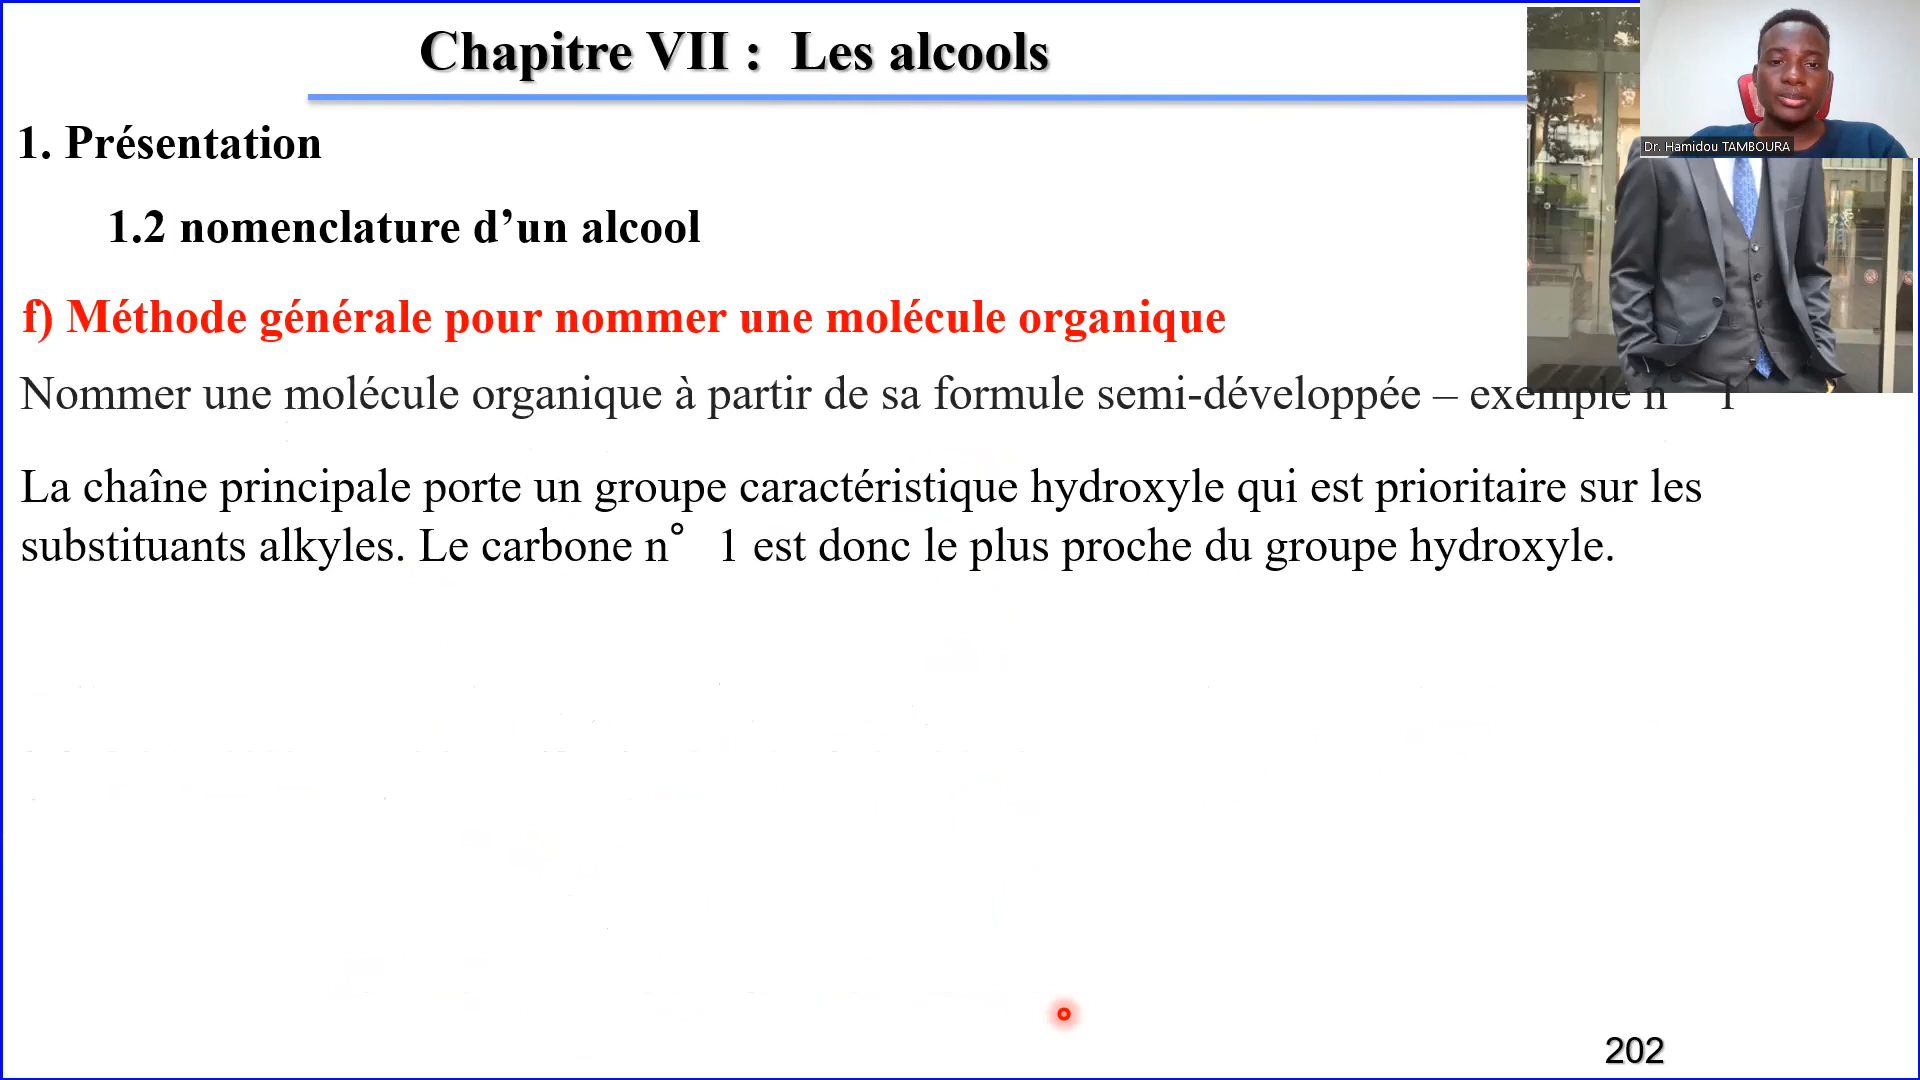 Chapitre VII : Les alcools
Dr. Hamidou TAMBOURA
1. Présentation
1.2 nomenclature d’un alcool
f) Méthode générale pour nommer une molécule organique
Nommer une molécule organique à partir de sa formule semi-développée – exemple n° 1
La chaîne principale porte un groupe caractéristique hydroxyle qui est prioritaire sur les
substituants alkyles. Le carbone n° 1 est donc le plus proche du groupe hydroxyle.
202